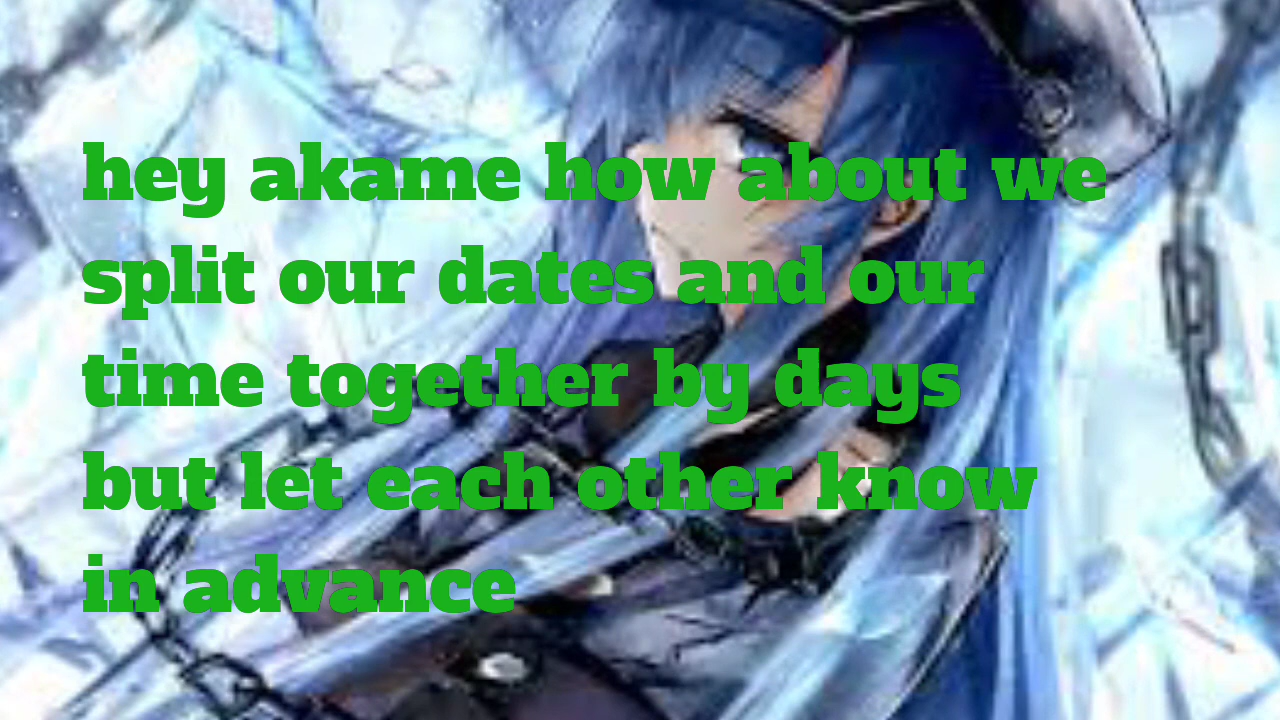 hey akame how about we
split our dates and our
time together by days
but let each other know
in advance